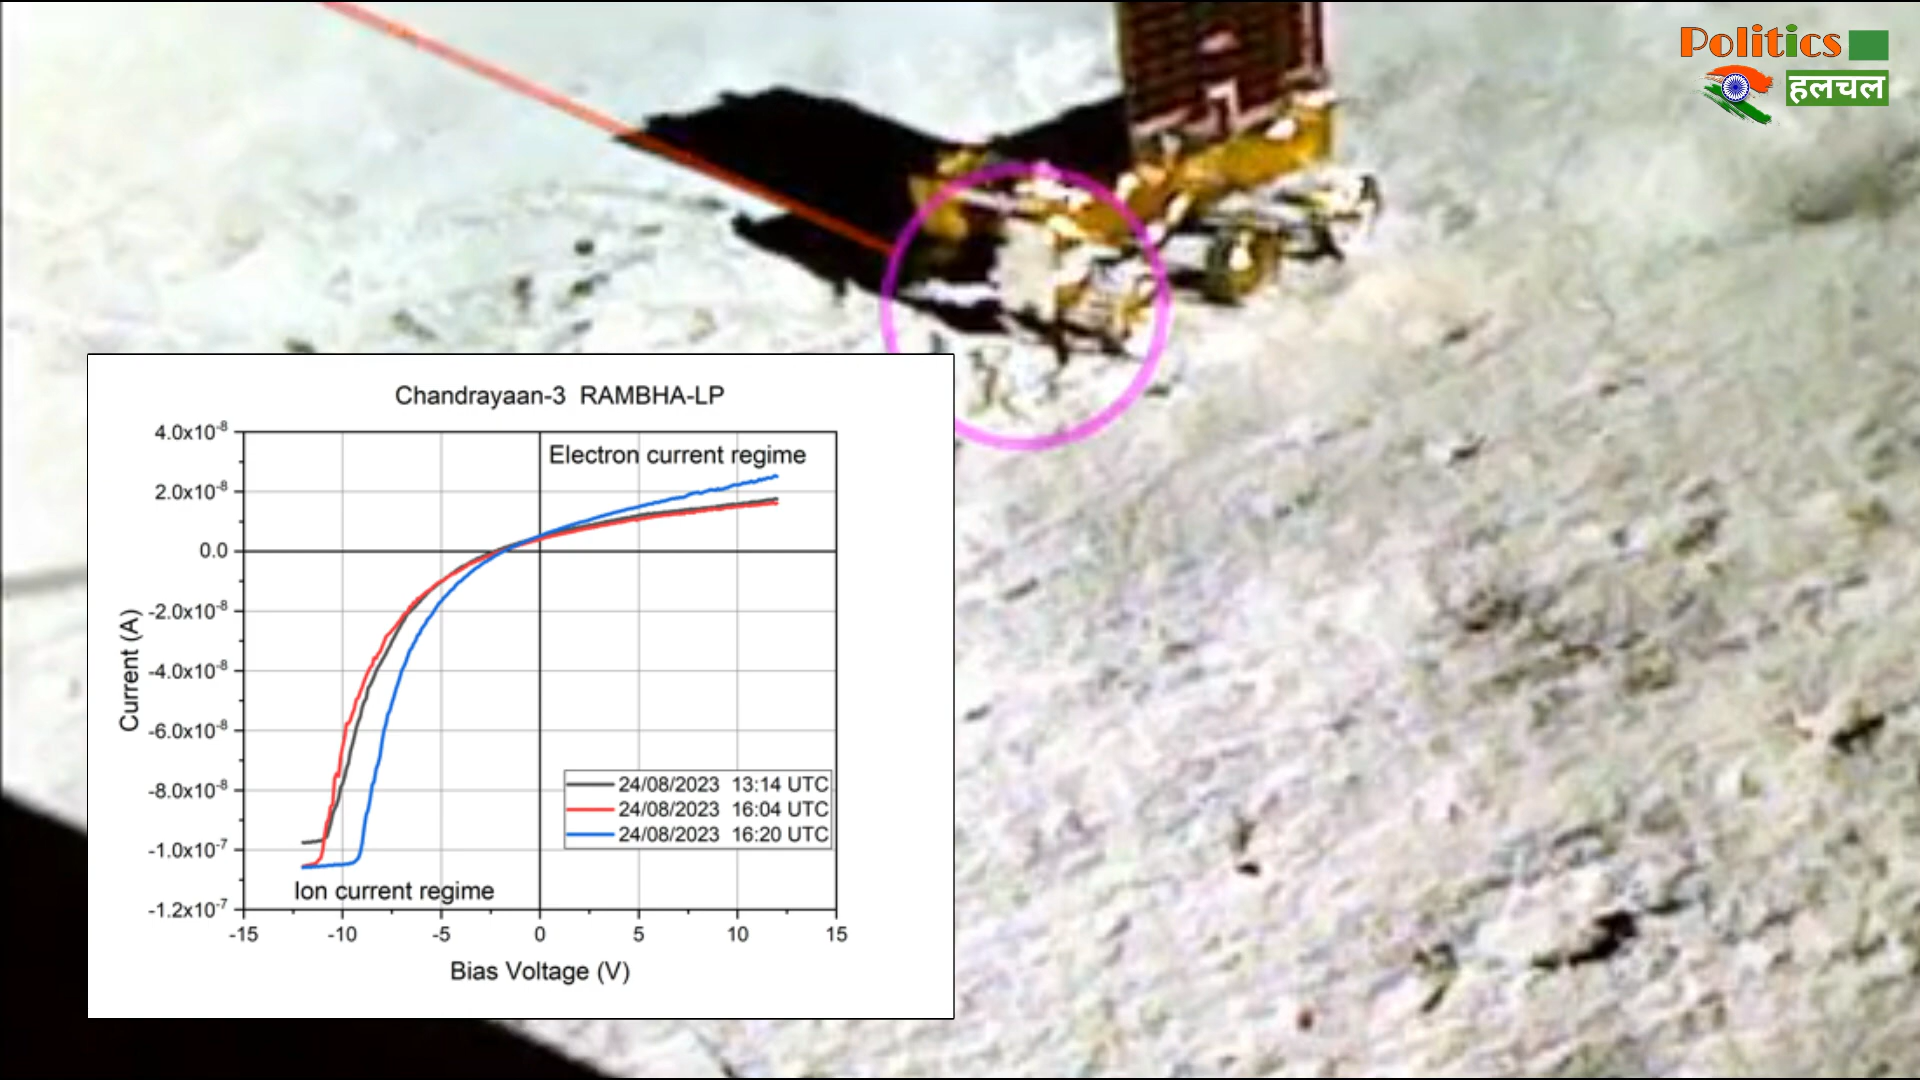 Politics
हलचल
Chandrayaan-3 RAMBHA-LP
4.0x10⁻⁸
2.0x10⁻⁸
0.0
-2.0x10⁻⁸
-4.0x10⁻⁸
-6.0x10⁻⁸
-8.0x10⁻⁸
-1.0x10⁻⁷
-1.2x10⁻⁷
Current (A)
Electron current regime
24/08/2023 13:14 UTC
24/08/2023 16:04 UTC
24/08/2023 16:20 UTC
Ion current regime
-15 -10 -5 0 5 10 15
Bias Voltage (V)